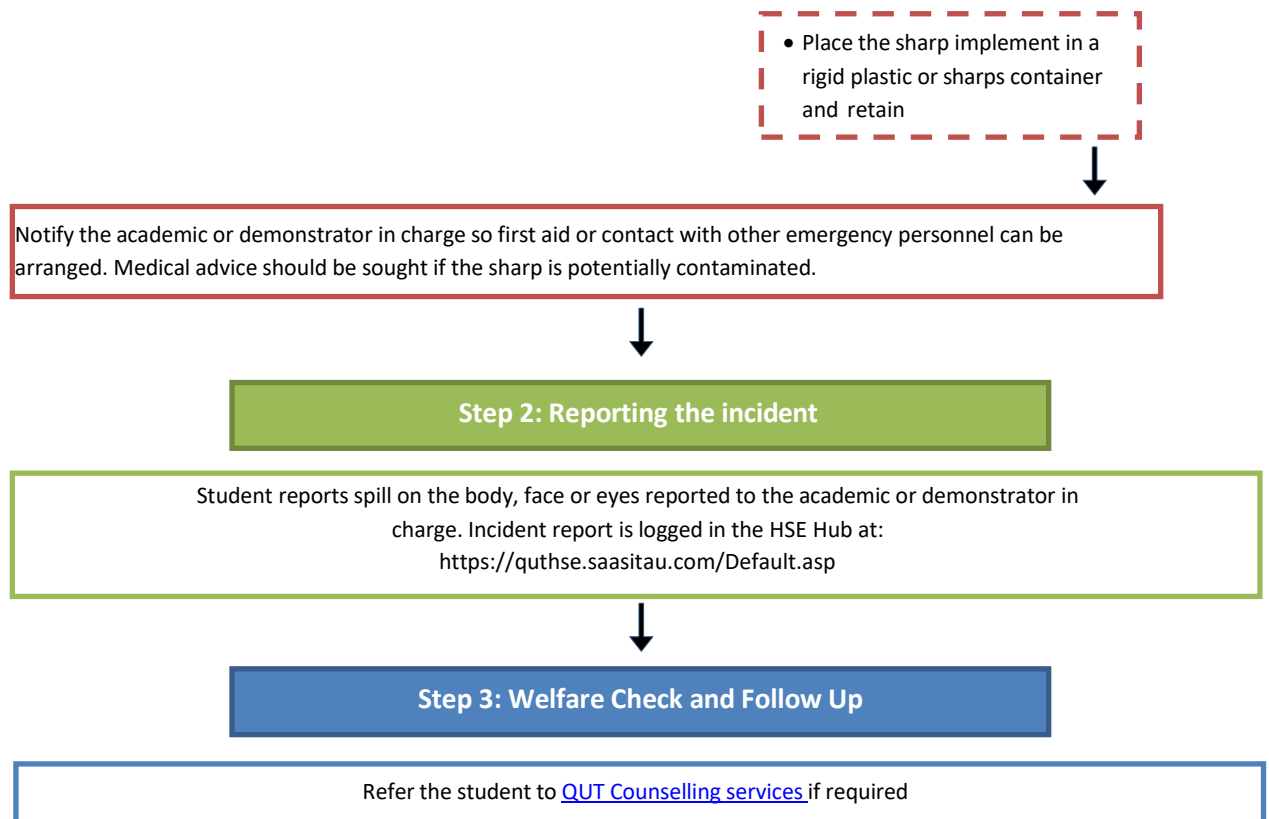 • Place the sharp implement in a
rigid plastic or sharps container
and retain
Notify the academic or demonstrator in charge so first aid or contact with other emergency personnel can be
arranged. Medical advice should be sought if the sharp is potentially contaminated.
Step 2: Reporting the incident
Student reports spill on the body, face or eyes reported to the academic or demonstrator in
charge. Incident report is logged in the HSE Hub at:
https://quthse.saasitau.com/Default.asp
Step 3: Welfare Check and Follow Up
Refer the student to QUT Counselling services if required